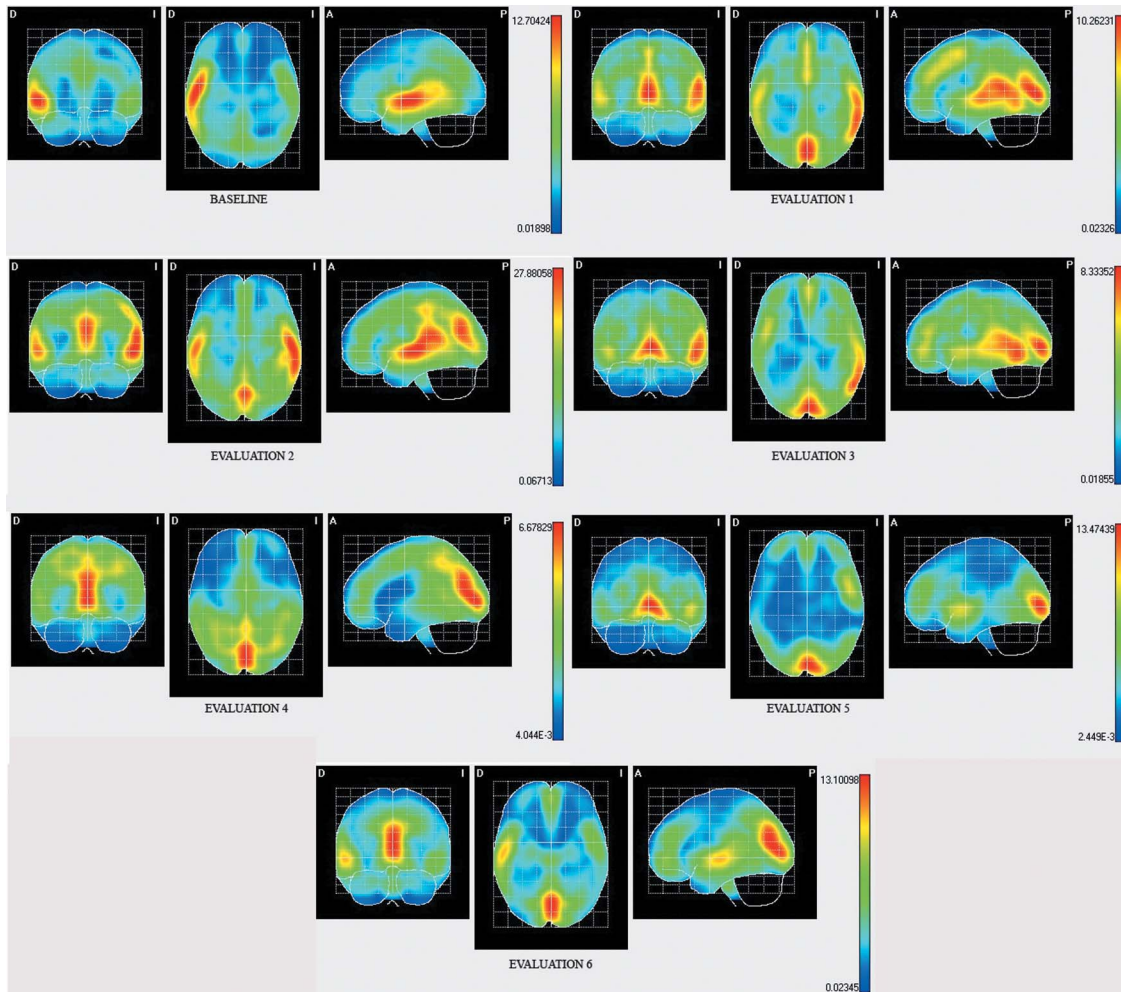 D I D I A P 12.70424
0.01898
BASELINE
D I D I A P 10.26231
0.02326
EVALUATION 1
D I D I A P 27.88058
0.06713
EVALUATION 2
D I D I A P 8.33352
0.01855
EVALUATION 3
D I D I A P 6.67829
4.044E-3
EVALUATION 4
D I D I A P 13.47439
2.449E-3
EVALUATION 5
D I D I A P 13.10098
0.02345
EVALUATION 6